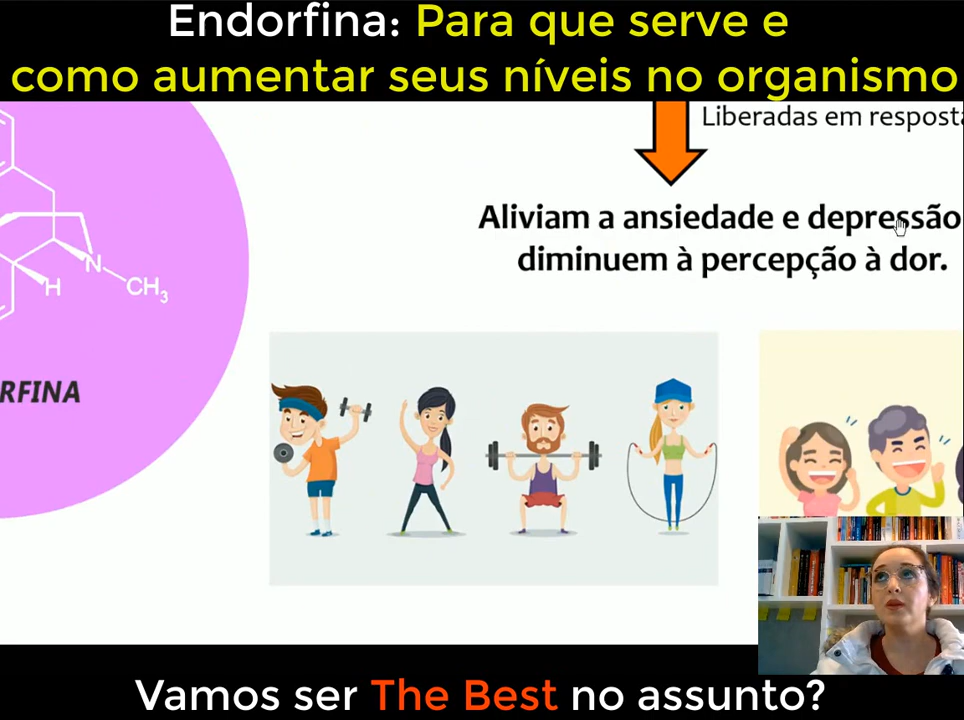 Endorfina: Para que serve e
como aumentar seus níveis no organismo
Liberadas em resposta
Aliviam a ansiedade e depressão
diminuem à percepção à dor.
N
H
CH3
RFINA
Vamos ser The Best no assunto?